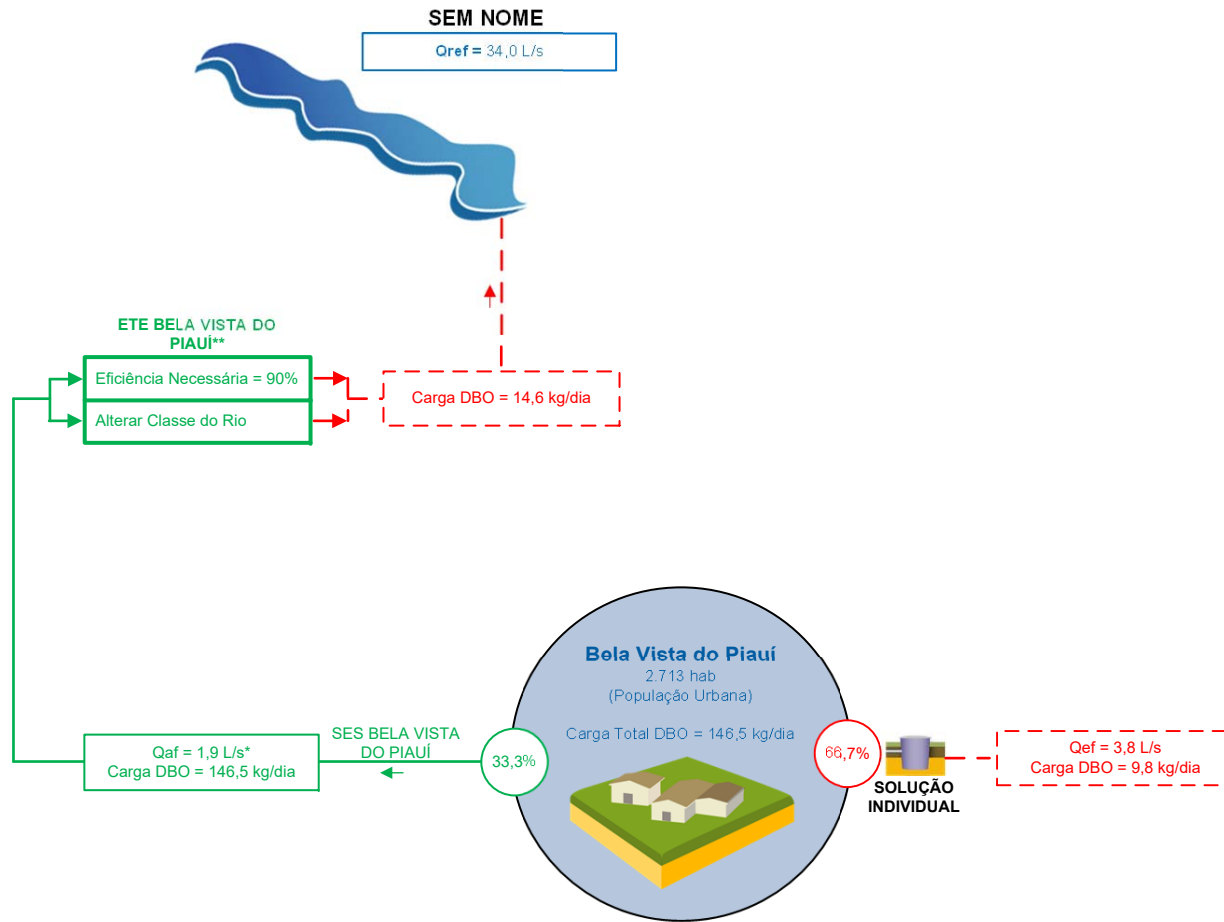 SEM NOME
Qref = 34,0 L/s
ETE BELA VISTA DO
PIAUÍ**
Eficiência Necessária = 90%
Alterar Classe do Rio
Carga DBO = 14,6 kg/dia
Bela Vista do Piauí
2.713 hab
(População Urbana)
Carga Total DBO = 146,5 kg/dia
SES BELA VISTA
DO PIAUÍ
33,3%
Qaf = 1,9 L/s*
Carga DBO = 146,5 kg/dia
66,7%
SOLUÇÃO
INDIVIDUAL
Qef = 3,8 L/s
Carga DBO = 9,8 kg/dia